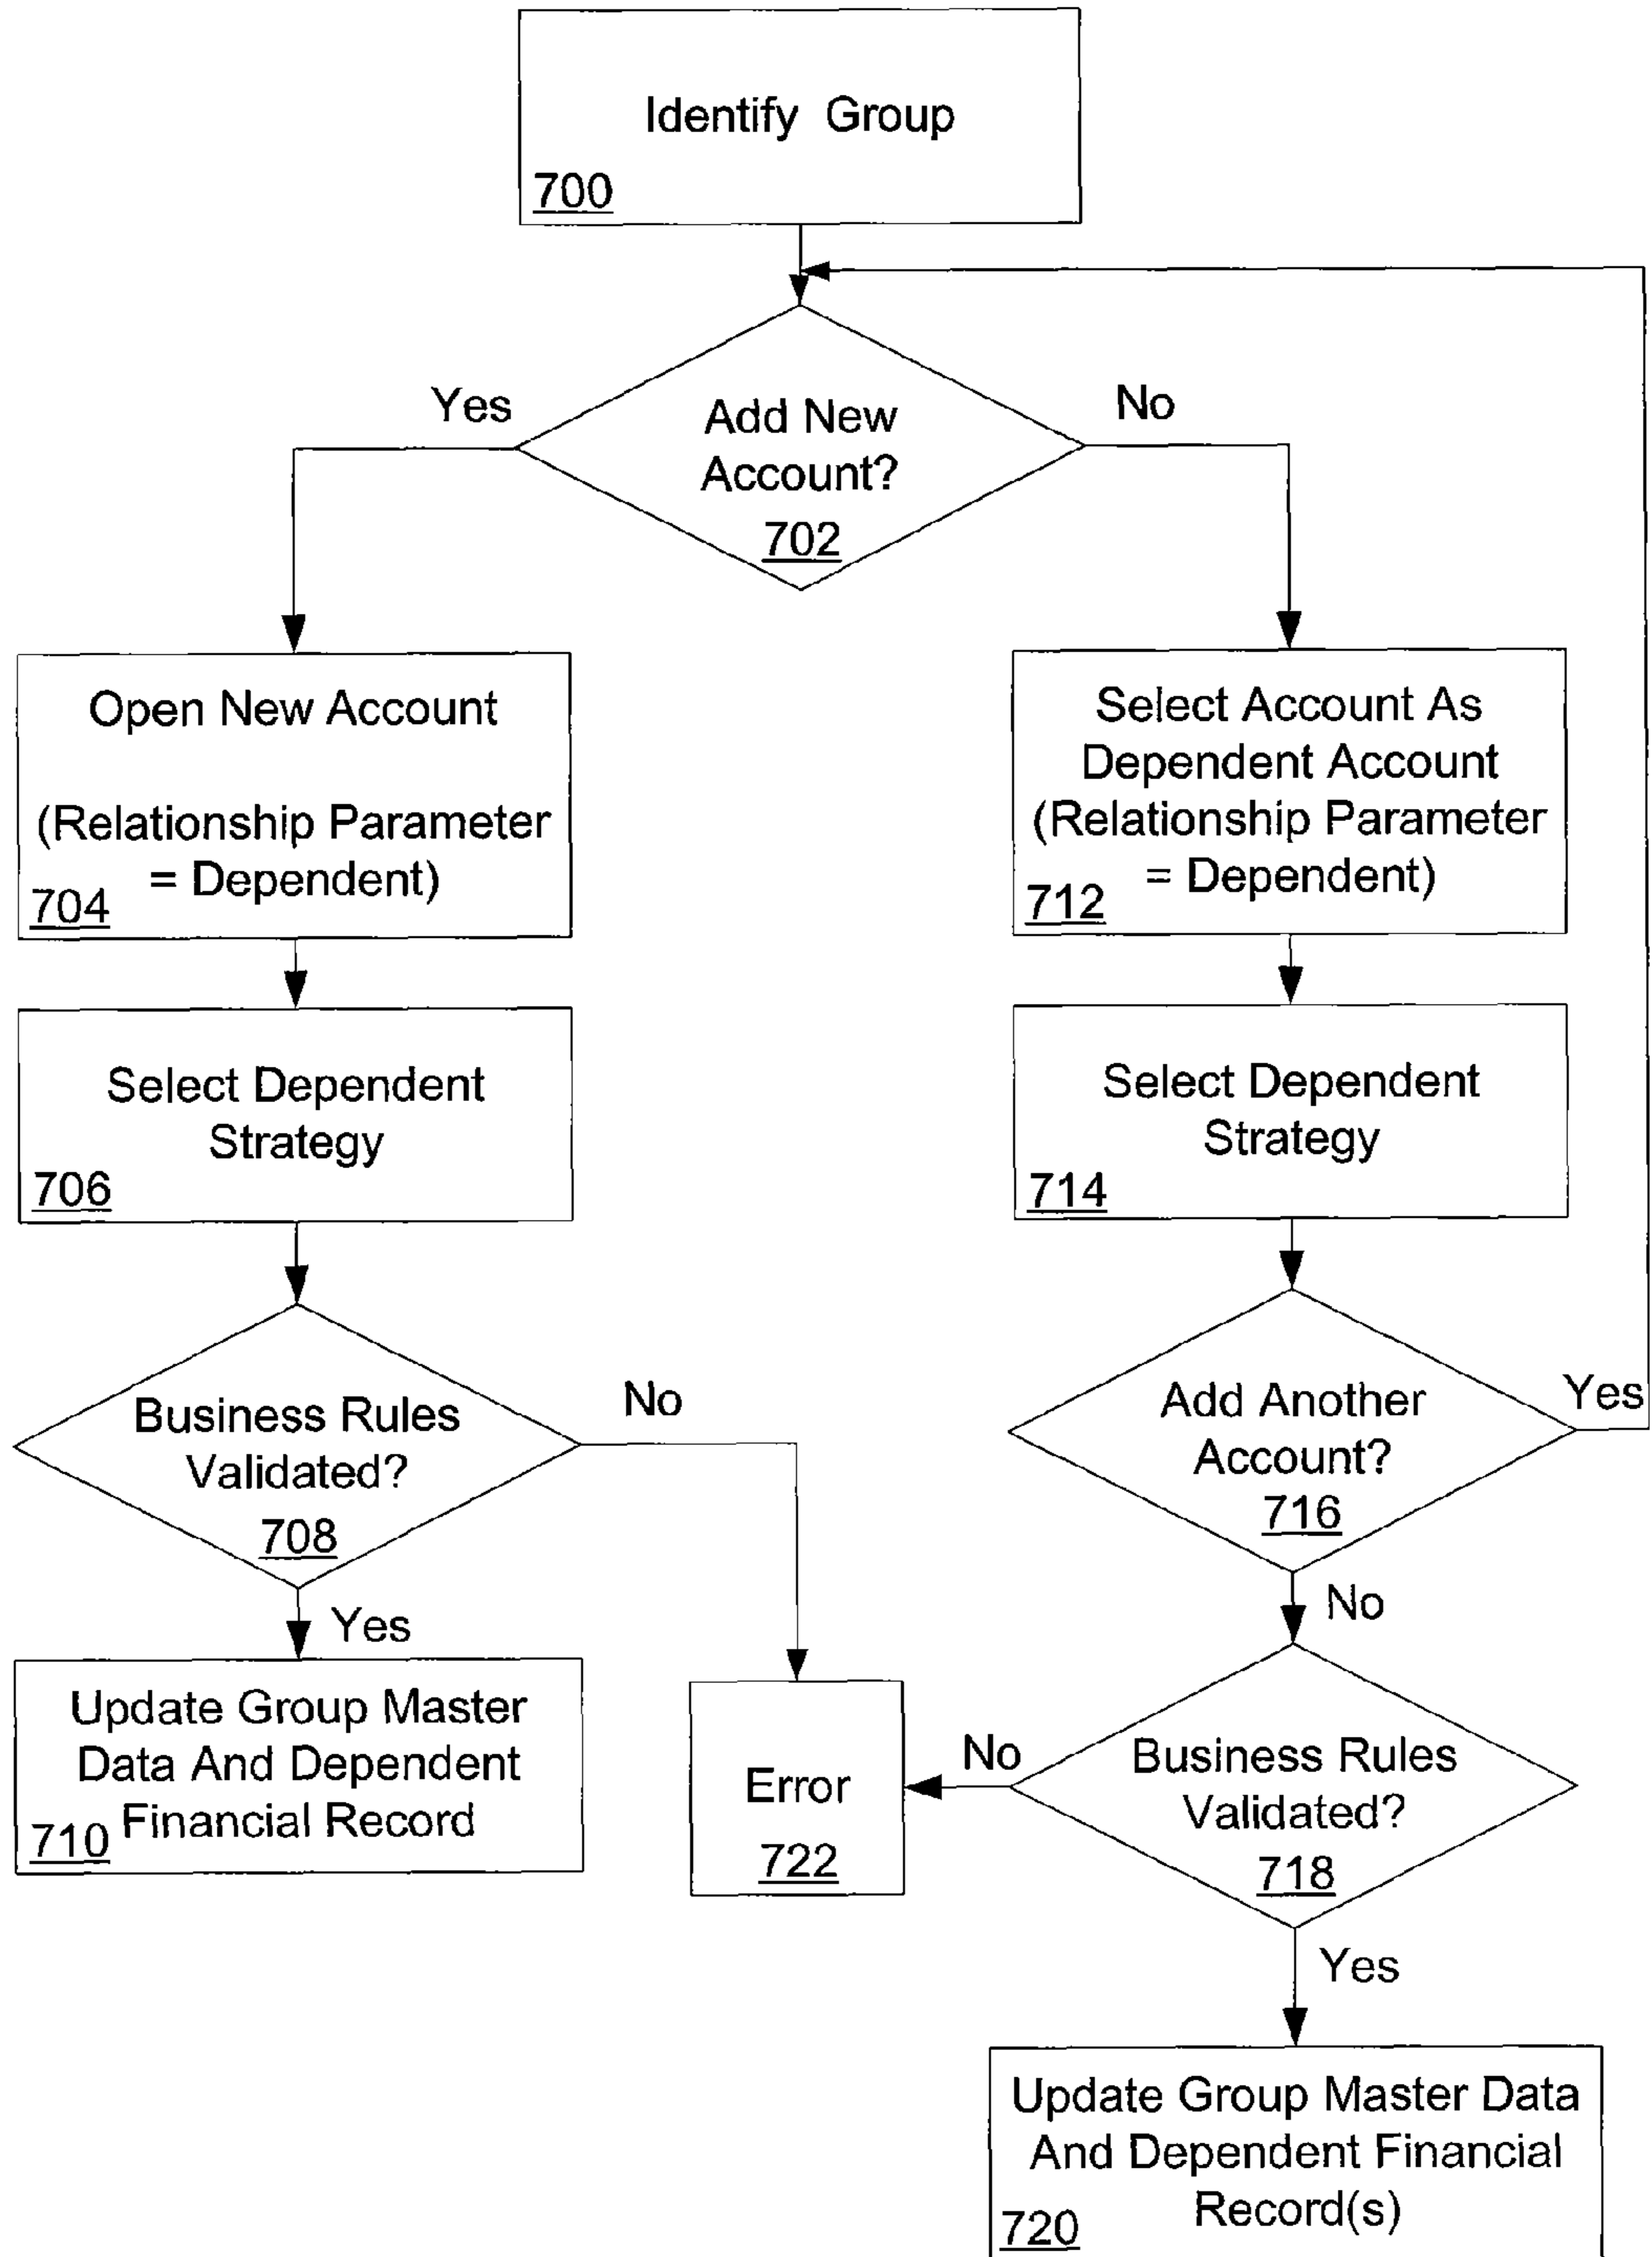 Identify Group
700
Yes
Add New
Account?
702
No
Open New Account
(Relationship Parameter
= Dependent)
704
Select Account As
Dependent Account
(Relationship Parameter
= Dependent)
712
Select Dependent
Strategy
706
Select Dependent
Strategy
714
Business Rules
Validated?
708
No
Add Another
Account?
716
Yes
Yes
No
Update Group Master
Data And Dependent
Financial Record
710
Error
722
No
Business Rules
Validated?
718
Yes
Update Group Master Data
And Dependent Financial
Record(s)
720